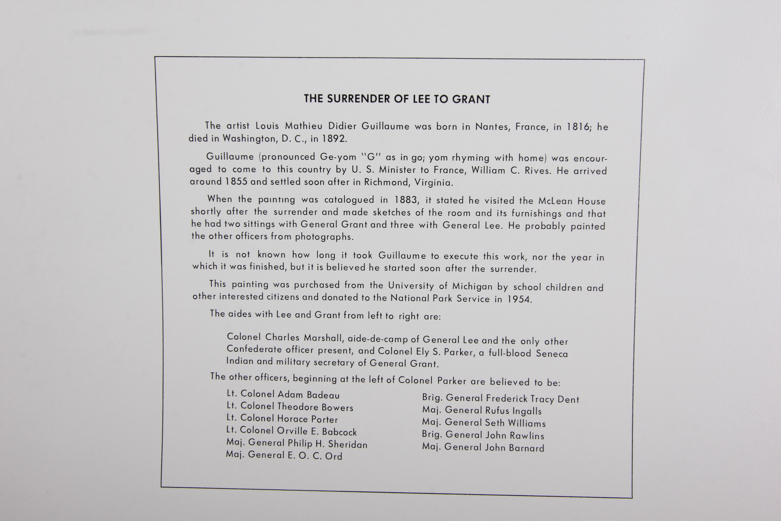 THE SURRENDER OF LEE TO GRANT
The artist Louis Mathieu Didier Guillaume was born in Nantes, France, in 1816; he
died in Washington, D. C., in 1892.
Guillaume (pronounced Ge-yom "G" as in go; yom rhyming with home) was encour-
aged to come to this country by U. S. Minister to France, William C. Rives. He arrived
around 1855 and settled soon after in Richmond, Virginia.
When the painting was catalogued in 1883, it stated he visited the McLean House
shortly after the surrender and made sketches of the room and its furnishings and that
he had two sittings with General Grant and three with General Lee. He probably painted
the other officers from photographs.
It is not known how long it took Guillaume to execute this work, nor the year in
which it was finished, but it is believed he started soon after the surrender.
This painting was purchased from the University of Michigan by school children and
other interested citizens and donated to the National Park Service in 1954.
The aides with Lee and Grant from left to right are:
Colonel Charles Marshall, aide-de-camp of General Lee and the only other
Confederate officer present, and Colonel Ely S. Parker, a full-blood Seneca
Indian and military secretary of General Grant.
The other officers, beginning at the left of Colonel Parker are believed to be:
Lt. Colonel Adam Badeau
Lt. Colonel Theodore Bowers
Lt. Colonel Horace Porter
Lt. Colonel Orville E. Babcock
Maj. General Philip H. Sheridan
Maj. General E. O. C. Ord
Brig. General Frederick Tracy Dent
Maj. General Rufus Ingalls
Maj. General Seth Williams
Brig. General John Rawlins
Maj. General John Barnard